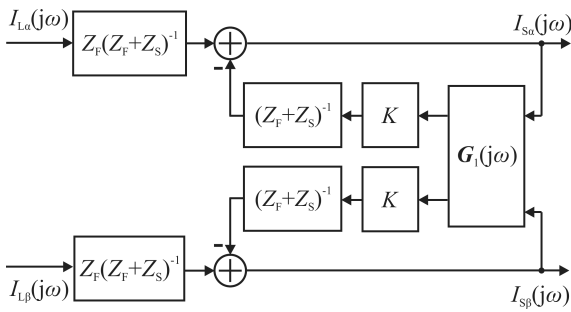 I_Lα(jω)
I_Sα(jω)
Z_F(Z_F+Z_S)^-1
+
-
(Z_F+Z_S)^-1
K
G_1(jω)
(Z_F+Z_S)^-1
K
-
Z_F(Z_F+Z_S)^-1
+
I_Lβ(jω)
I_Sβ(jω)